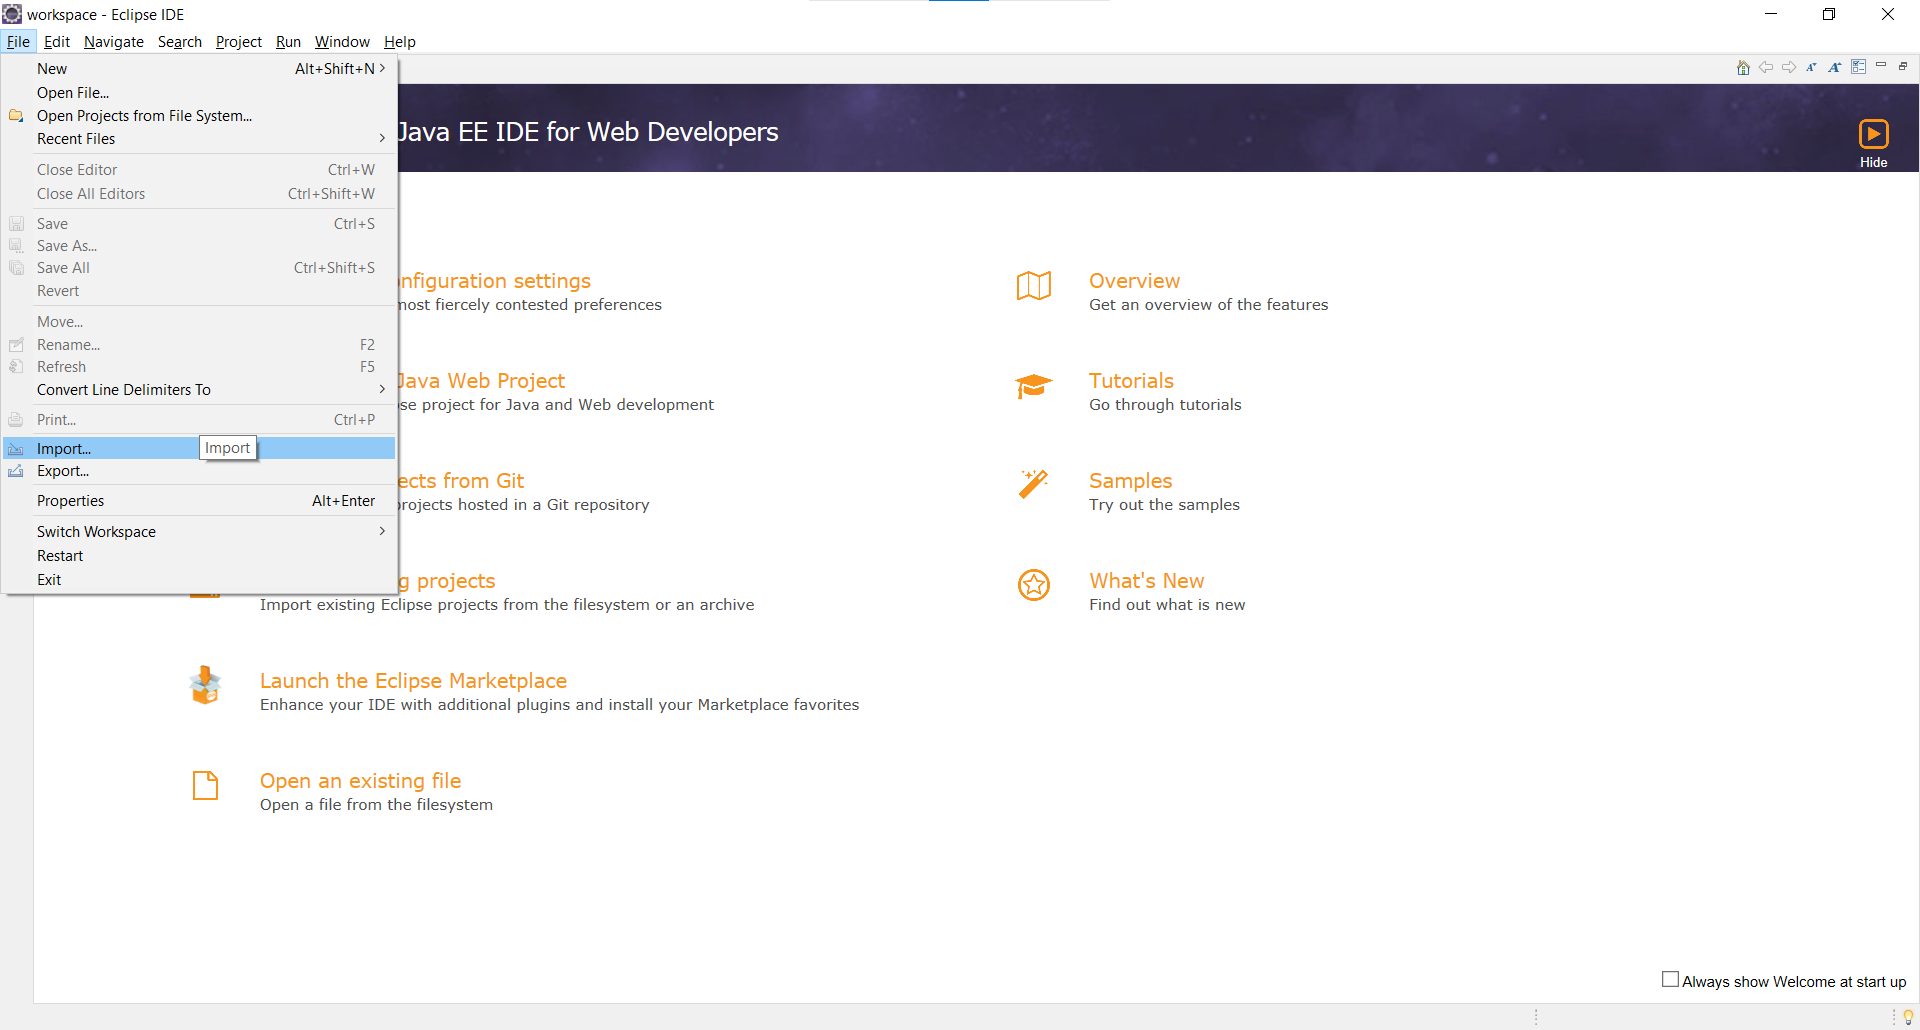 workspace - Eclipse IDE
File Edit Navigate Search Project Run Window Help
New Alt+Shift+N
Open File...
Open Projects from File System...
Recent Files
Close Editor Ctrl+W
Close All Editors Ctrl+Shift+W
Save Ctrl+S
Save As...
Save All Ctrl+Shift+S
Revert
Move...
Rename... F2
Refresh F5
Convert Line Delimiters To
Print... Ctrl+P
Import... Import
Export...
Properties Alt+Enter
Switch Workspace
Restart
Exit
Java EE IDE for Web Developers
Hide
nfiguration settings
most fiercely contested preferences
Java Web Project
se project for Java and Web development
ects from Git
projects hosted in a Git repository
g projects
Import existing Eclipse projects from the filesystem or an archive
Launch the Eclipse Marketplace
Enhance your IDE with additional plugins and install your Marketplace favorites
Open an existing file
Open a file from the filesystem
Overview
Get an overview of the features
Tutorials
Go through tutorials
Samples
Try out the samples
What's New
Find out what is new
Always show Welcome at start up